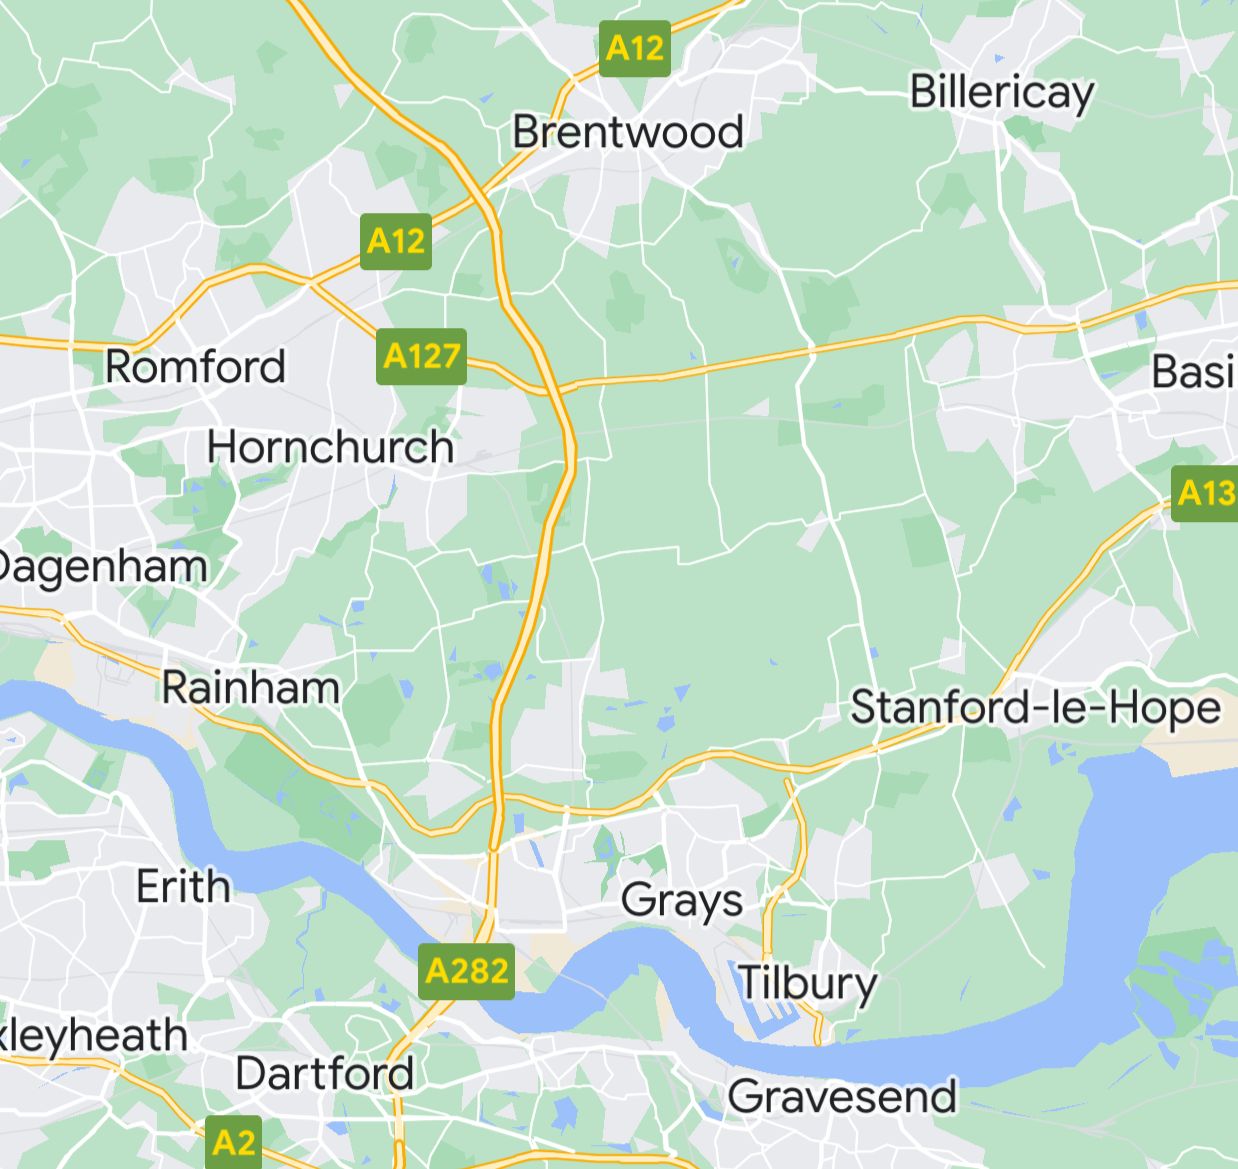 A12
Billericay
Brentwood
A12
A127
Romford
Basi
Hornchurch
A13
Dagenham
Rainham
Stanford-le-Hope
Erith
Grays
A282
Tilbury
xleyheath
Dartford
Gravesend
A2